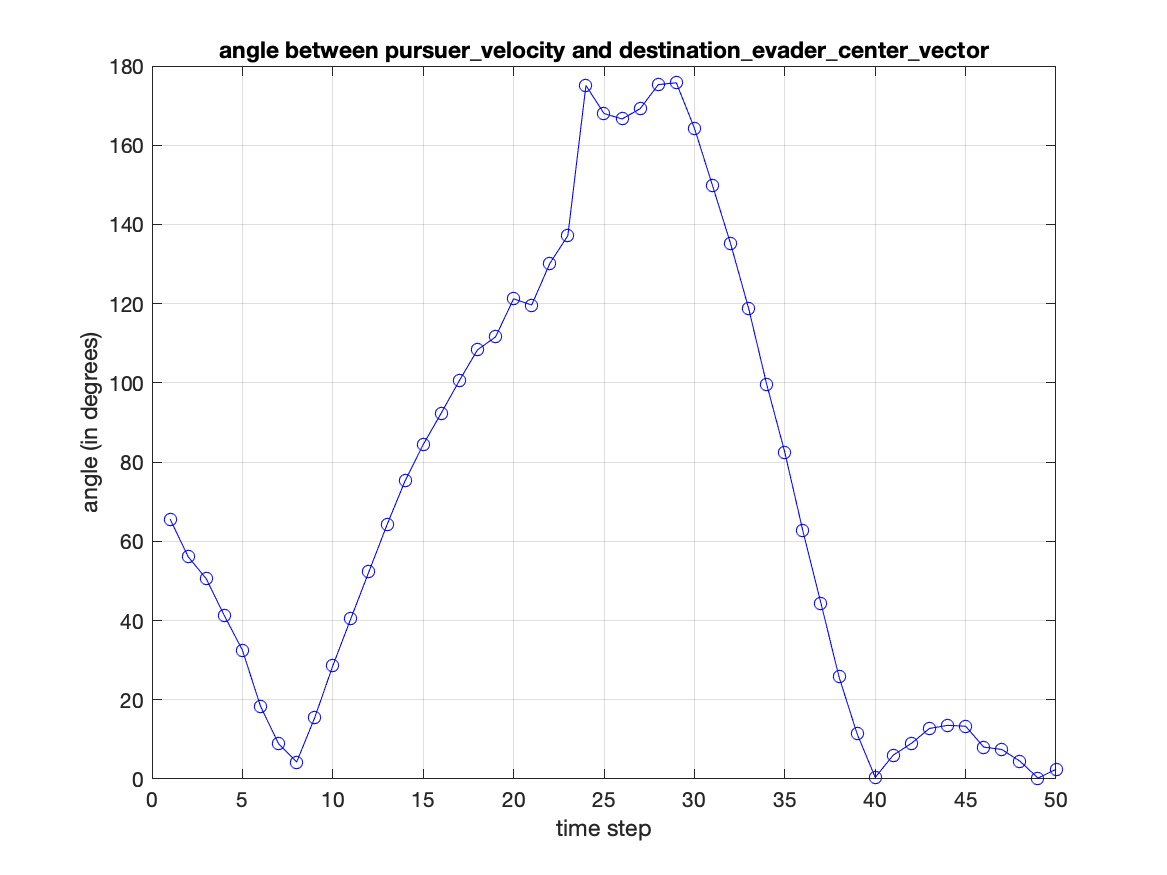 angle between pursuer_velocity and destination_evader_center_vector
180
160
140
120
100
80
60
40
20
0
angle (in degrees)
0 5 10 15 20 25 30 35 40 45 50
time step